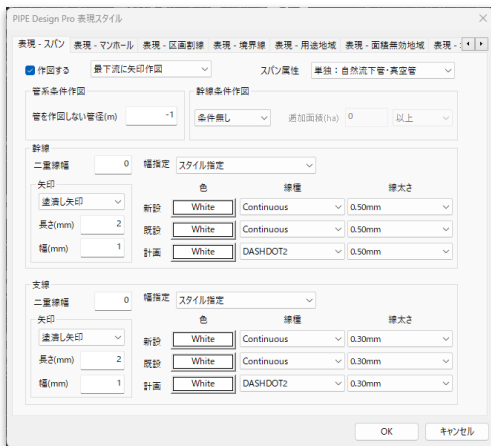 PIPE Design Pro 表現スタイル
表現 - スパン 表現 - マンホール 表現 - 区画割線 表現 - 境界線 表現 - 用途地域 表現 - 面積無効地域 表現 -
作図する 最下流に矢印作図 スパン属性 単独：自然流下管・真空管
管系条件作図 幹線条件作図
管を作図しない管径(m) -1 条件無し 追加面積(ha) 0 以上
幹線
二重線幅 0 幅指定 スタイル指定
矢印 色 線種 線太さ
塗潰し矢印 新設 White Continuous 0.50mm
長さ(mm) 2 既設 White Continuous 0.50mm
幅(mm) 1 計画 White DASHDOT2 0.50mm
支線
二重線幅 0 幅指定 スタイル指定
矢印 色 線種 線太さ
塗潰し矢印 新設 White Continuous 0.30mm
長さ(mm) 2 既設 White Continuous 0.30mm
幅(mm) 1 計画 White DASHDOT2 0.30mm
OK キャンセル